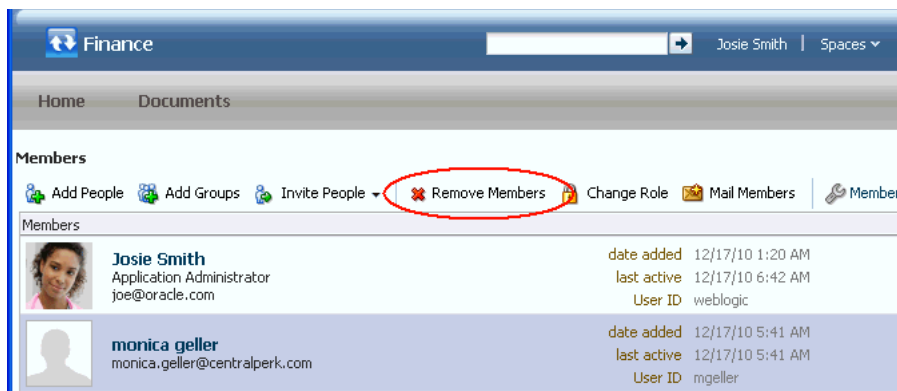 Finance
Josie Smith | Spaces
Home Documents
Members
Add People Add Groups Invite People Remove Members Change Role Mail Members Member
Members
Josie Smith date added 12/17/10 1:20 AM
Application Administrator last active 12/17/10 6:42 AM
joe@oracle.com User ID weblogic
monica geller date added 12/17/10 5:41 AM
monica.geller@centralperk.com last active 12/17/10 5:41 AM
User ID mgeller